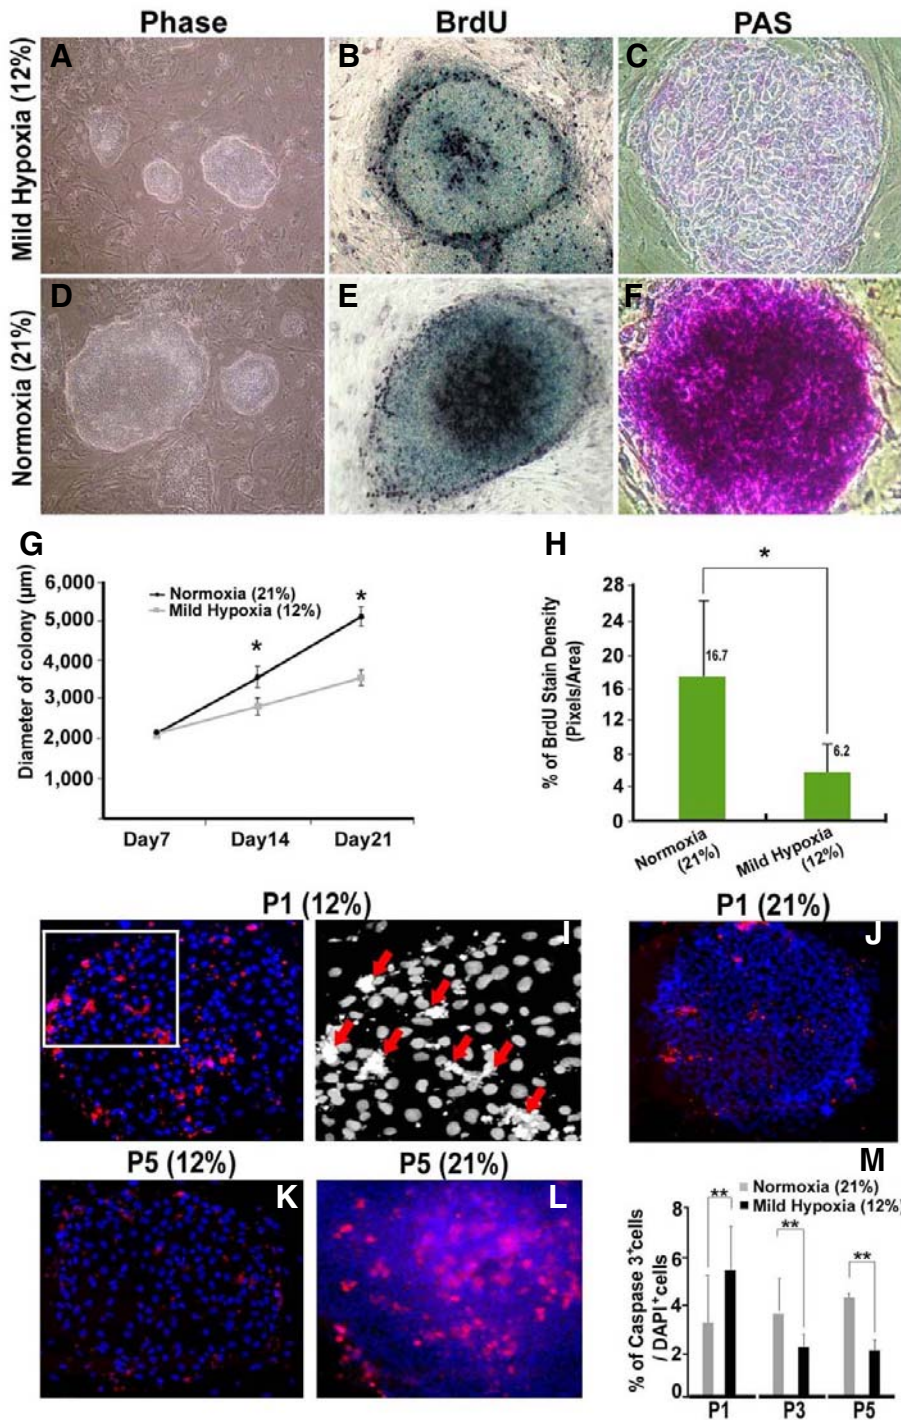 Phase BrdU PAS
Mild Hypoxia (12%)
A B C
Normoxia (21%)
D E F
G
Diameter of colony (µm)
6,000
5,000
4,000
3,000
2,000
1,000
Normoxia (21%)
Mild Hypoxia (12%)
*
*
Day7 Day14 Day21
H
% of BrdU Stain Density
(Pixels/Area)
28
24
20
16
12
8
4
0
*
16.7
6.2
Normoxia
(21%)
Mild Hypoxia
(12%)
P1 (12%)
I
P1 (21%)
J
P5 (12%)
K
P5 (21%)
L
M
Normoxia (21%)
Mild Hypoxia (12%)
% of Caspase 3⁺cells
/ DAPI⁺cells
8
6
4
2
0
**
**
**
P1 P3 P5